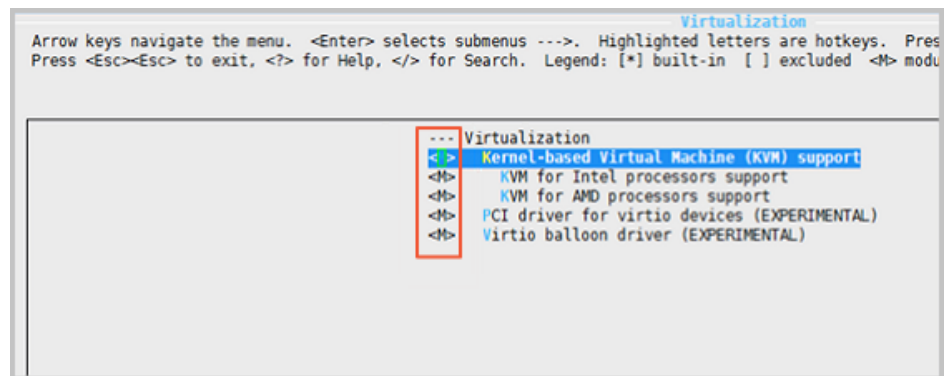 Virtualization
Arrow keys navigate the menu. <Enter> selects submenus --->. Highlighted letters are hotkeys. Pres
Press <Esc><Esc> to exit, <?> for Help, </> for Search. Legend: [*] built-in [ ] excluded <M> modu
--- Virtualization
< > Kernel-based Virtual Machine (KVM) support
<M> KVM for Intel processors support
<M> KVM for AMD processors support
<M> PCI driver for virtio devices (EXPERIMENTAL)
<M> Virtio balloon driver (EXPERIMENTAL)